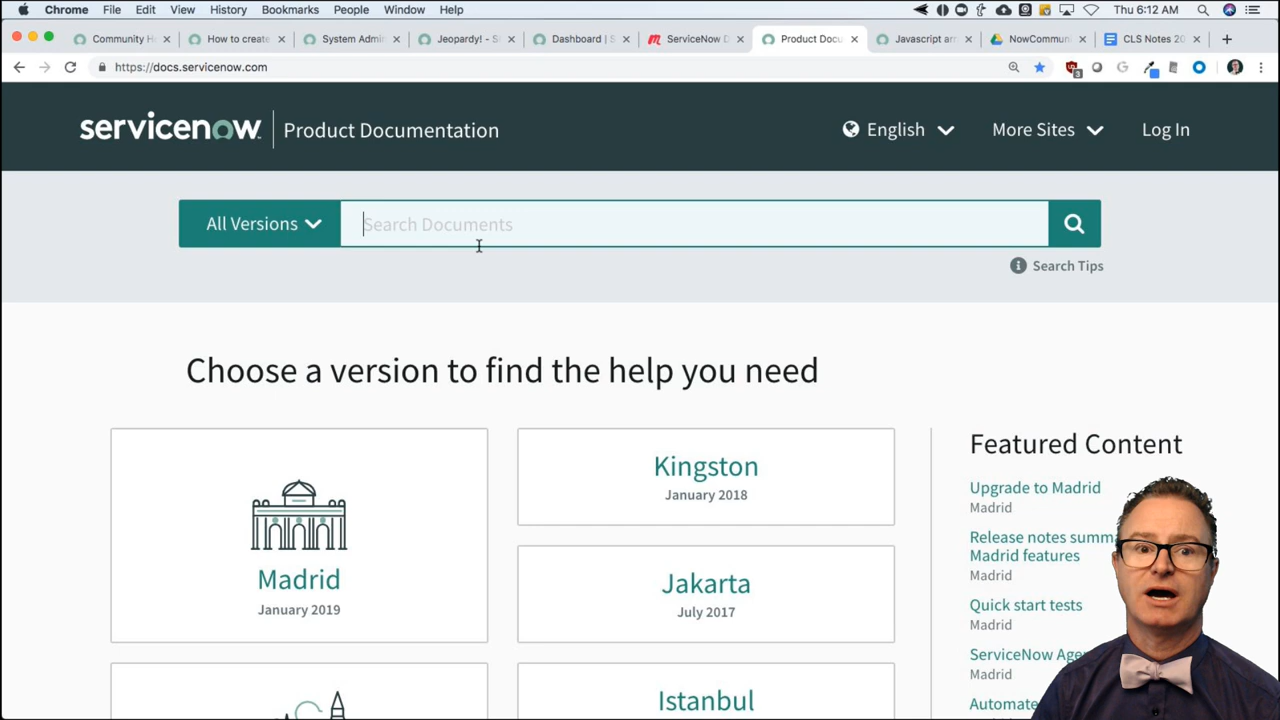 Chrome File Edit View History Bookmarks People Window Help Thu 6:12 AM
Community H
How to create
System Admi
Jeopardy! - S
Dashboard | S
ServiceNow D
Product Docu
Javascript ar
NowCommuni
CLS Notes 20
https://docs.servicenow.com
3
servicenow Product Documentation
English
More Sites
Log In
All Versions
Search Documents
Search Tips
Choose a version to find the help you need
Madrid
January 2019
Kingston
January 2018
Jakarta
July 2017
Istanbul
Featured Content
Upgrade to Madrid
Madrid
Release notes summa
Madrid features
Madrid
Quick start tests
Madrid
ServiceNow Age
Madrid
Automate